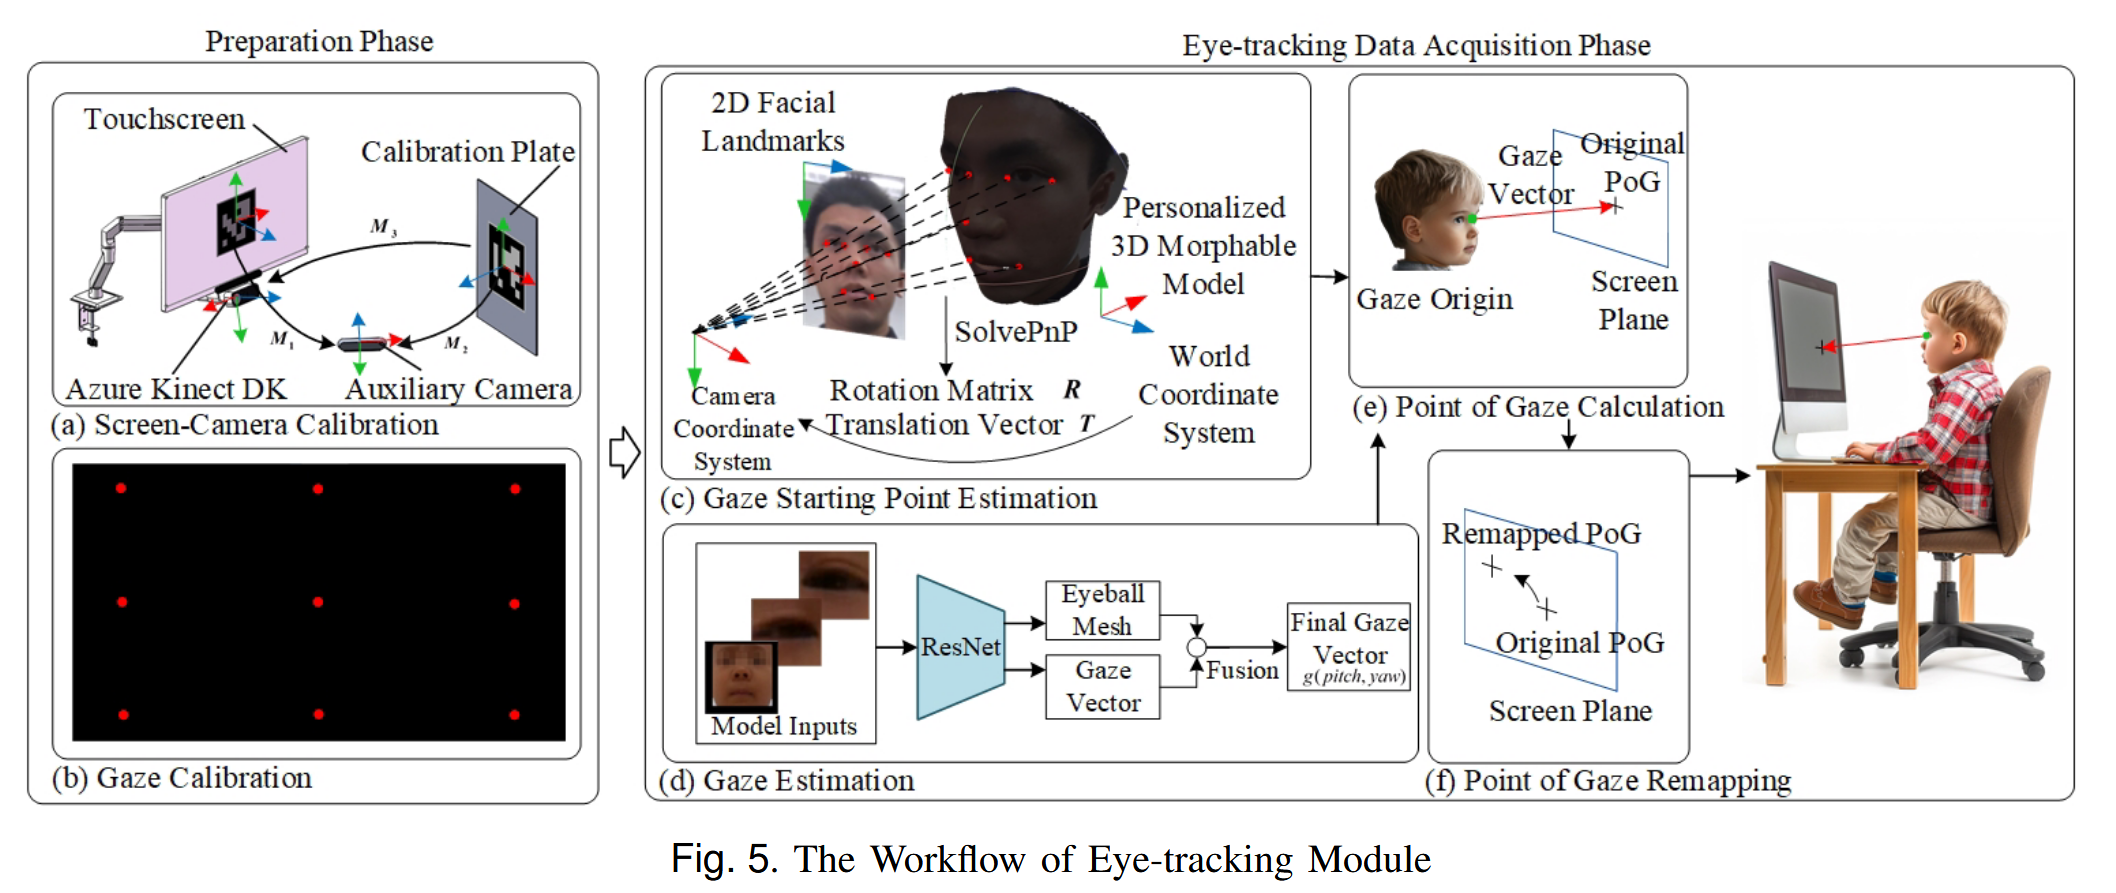 Preparation Phase
Touchscreen
Calibration Plate
M3
M1
M2
Azure Kinect DK
Auxiliary Camera
(a) Screen-Camera Calibration
(b) Gaze Calibration
Eye-tracking Data Acquisition Phase
2D Facial
Landmarks
Personalized
3D Morphable
Model
SolvePnP
Rotation Matrix R
Translation Vector T
Camera
Coordinate
System
World
Coordinate
System
(c) Gaze Starting Point Estimation
Model Inputs
ResNet
Eyeball
Mesh
Gaze
Vector
Fusion
Final Gaze
Vector
g(pitch, yaw)
(d) Gaze Estimation
Gaze
Vector
Original
PoG
Gaze Origin
Screen
Plane
(e) Point of Gaze Calculation
Remapped PoG
Original PoG
Screen Plane
(f) Point of Gaze Remapping
Fig. 5. The Workflow of Eye-tracking Module